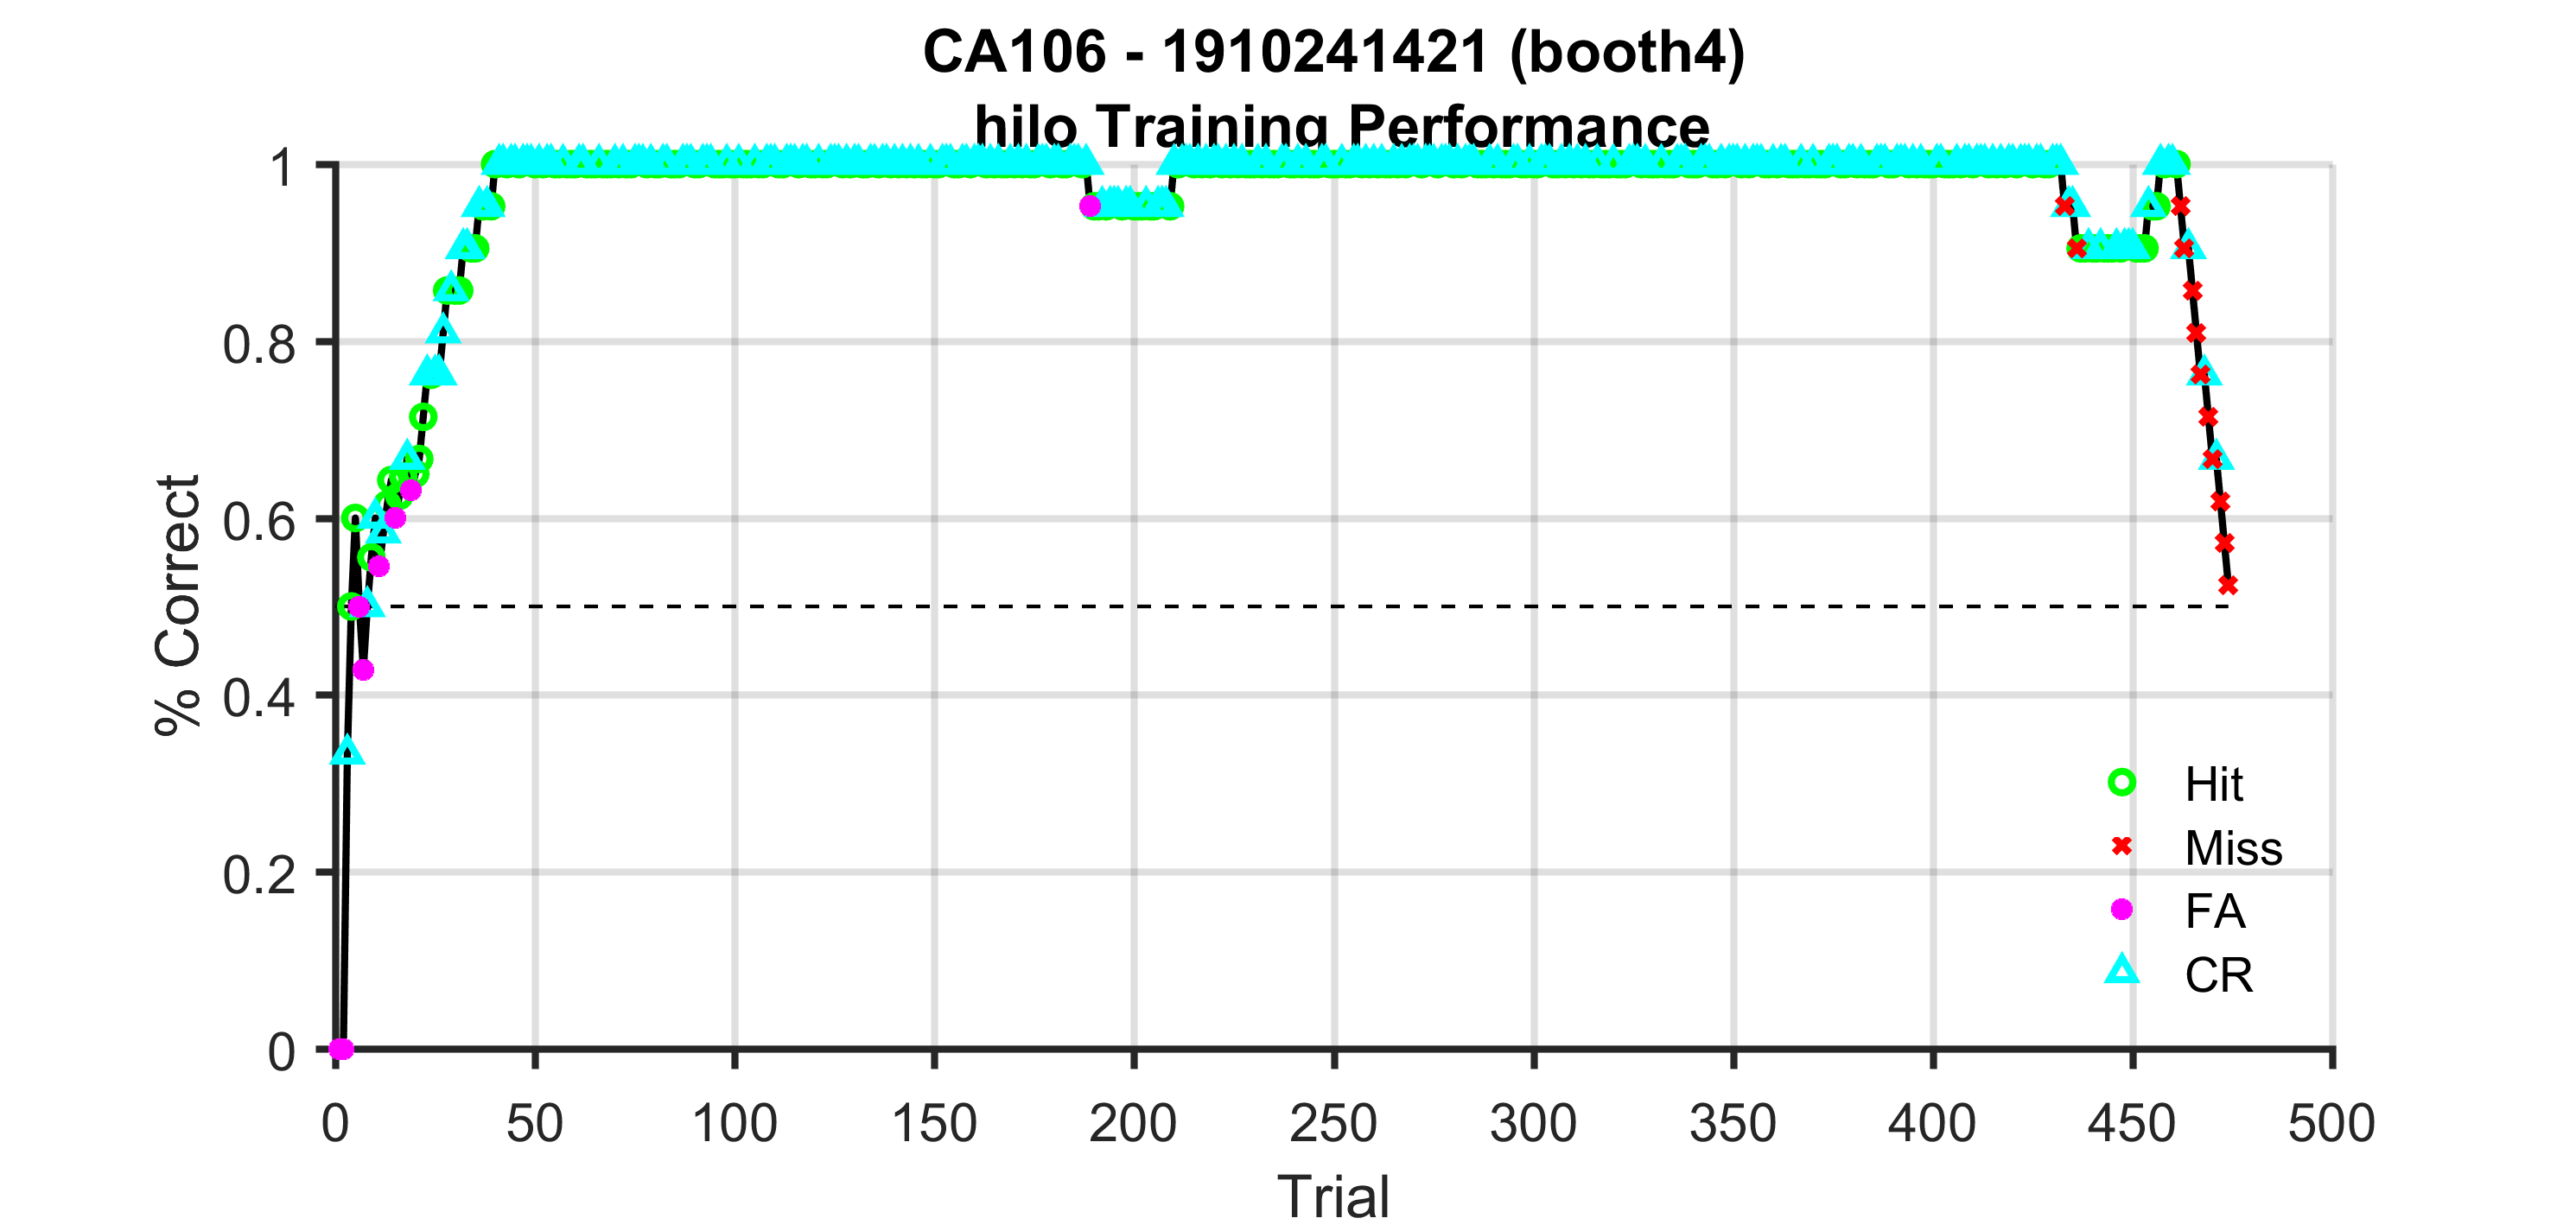 CA106 - 1910241421 (booth4)
hilo Training Performance
% Correct
1
0.8
0.6
0.4
0.2
0
0 50 100 150 200 250 300 350 400 450 500
Trial
Hit
Miss
FA
CR